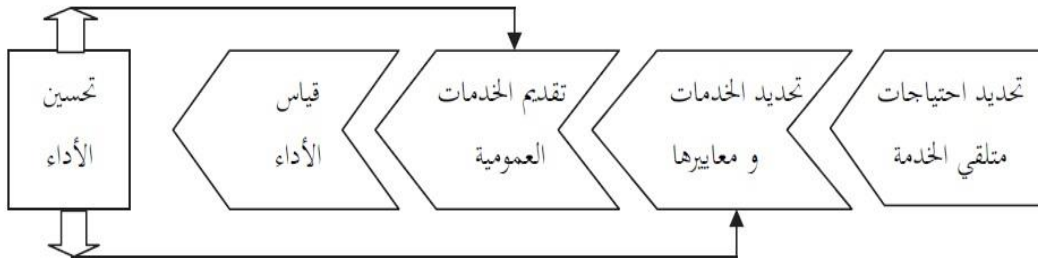 تحديد احتياجات
متلقي الخدمة
تحديد الخدمات
و معاييرها
تقديم الخدمات
العمومية
قياس
الأداء
تحسين
الأداء